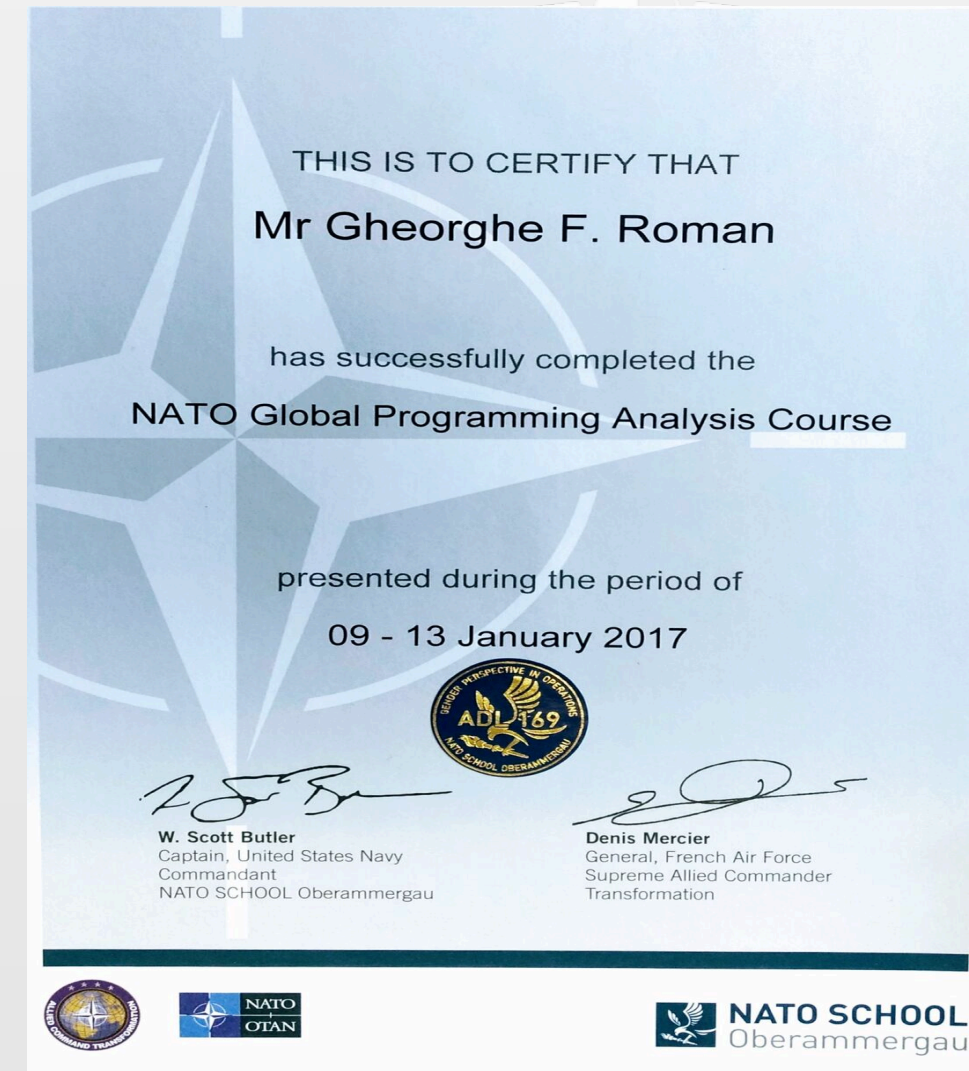 THIS IS TO CERTIFY THAT
Mr Gheorghe F. Roman
has successfully completed the
NATO Global Programming Analysis Course
presented during the period of
09 - 13 January 2017
GENDER PERSPECTIVE IN OPERATIONS
ADL 169
NATO SCHOOL OBERAMMERGAU
W. Scott Butler
Captain, United States Navy
Commandant
NATO SCHOOL Oberammergau
Denis Mercier
General, French Air Force
Supreme Allied Commander
Transformation
ALLIED COMMAND TRANSFORMATION
NATO
OTAN
NATO SCHOOL
Oberammergau